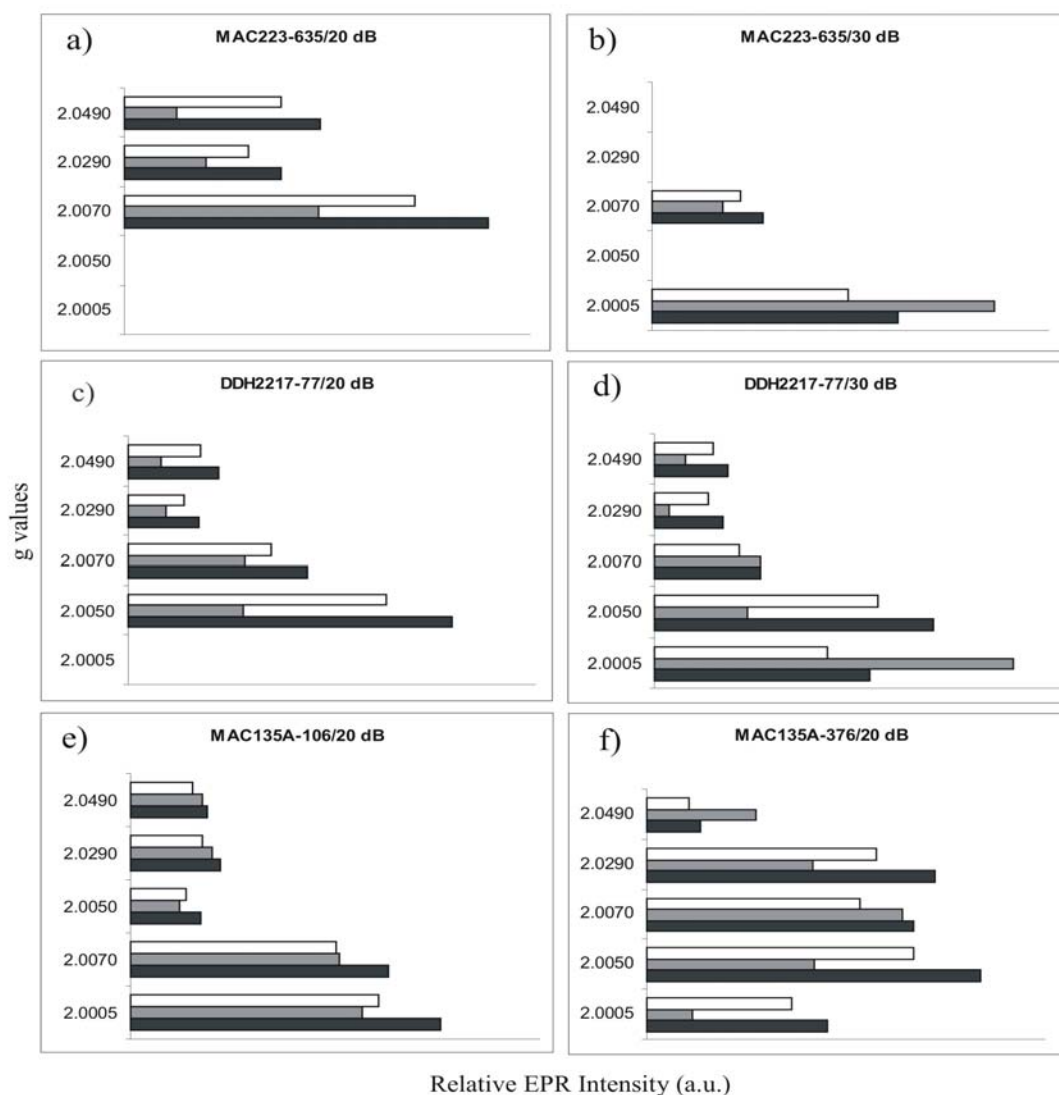 a)
MAC223-635/20 dB
2.0490
2.0290
2.0070
2.0050
2.0005
b)
MAC223-635/30 dB
2.0490
2.0290
2.0070
2.0050
2.0005
c)
DDH2217-77/20 dB
2.0490
2.0290
2.0070
2.0050
2.0005
d)
DDH2217-77/30 dB
2.0490
2.0290
2.0070
2.0050
2.0005
e)
MAC135A-106/20 dB
2.0490
2.0290
2.0050
2.0070
2.0005
f)
MAC135A-376/20 dB
2.0490
2.0290
2.0070
2.0050
2.0005
g values
Relative EPR Intensity (a.u.)